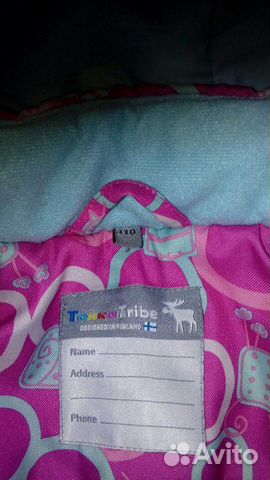 110
TokkaTribe
DESIGNED IN FINLAND
Name
Address
Phone
Avito